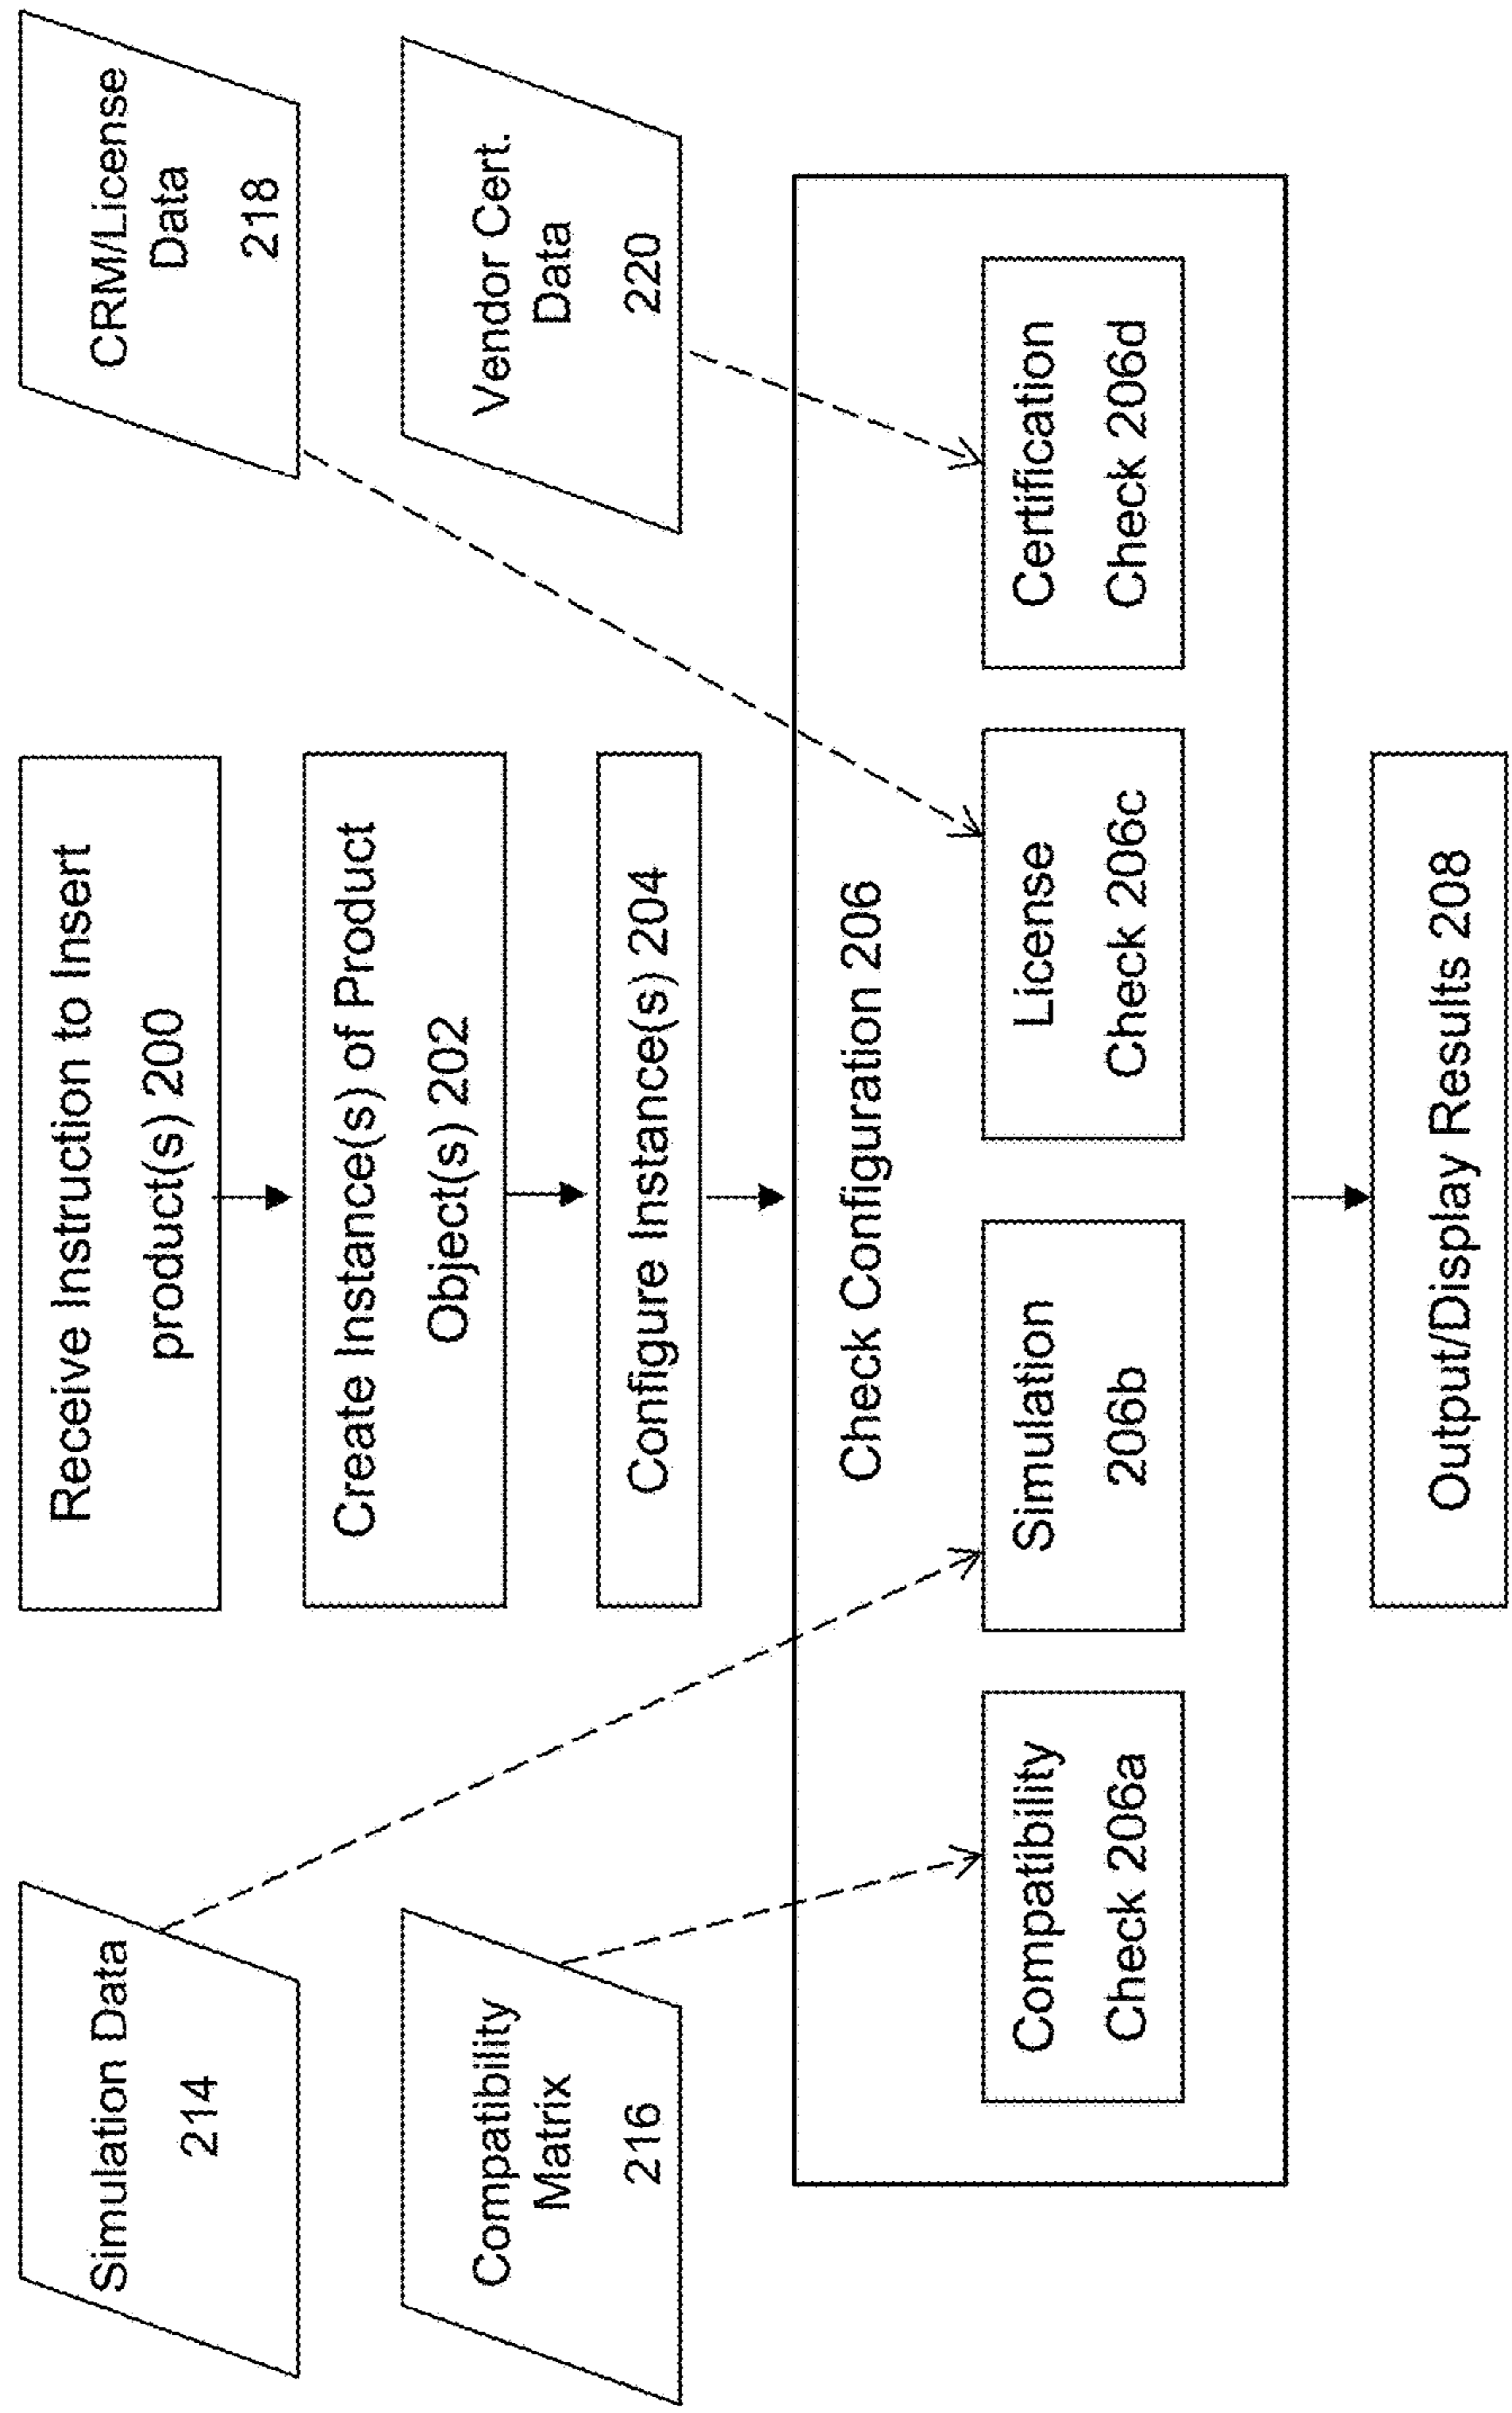 Simulation Data
214
Compatibility
Matrix
216
Receive Instruction to Insert
product(s) 200
Create Instance(s) of Product
Object(s) 202
Configure Instance(s) 204
CRM/License
Data
218
Vendor Cert.
Data
220
Check Configuration 206
Compatibility
Check 206a
Simulation
206b
License
Check 206c
Certification
Check 206d
Output/Display Results 208